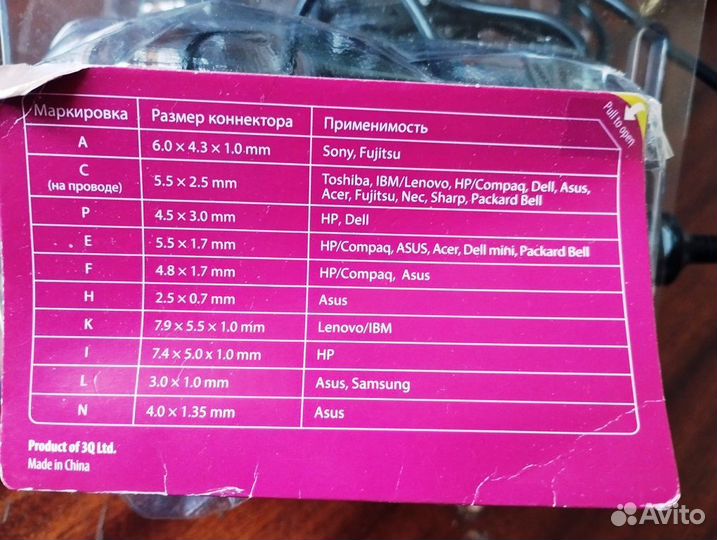 Pull to open
Маркировка Размер коннектора Применимость
A 6.0 × 4.3 × 1.0 mm Sony, Fujitsu
C
(на проводе) 5.5 × 2.5 mm Toshiba, IBM/Lenovo, HP/Compaq, Dell, Asus,
Acer, Fujitsu, Nec, Sharp, Packard Bell
P 4.5 × 3.0 mm HP, Dell
E 5.5 × 1.7 mm HP/Compaq, ASUS, Acer, Dell mini, Packard Bell
F 4.8 × 1.7 mm HP/Compaq, Asus
H 2.5 × 0.7 mm Asus
K 7.9 × 5.5 × 1.0 mm Lenovo/IBM
I 7.4 × 5.0 x 1.0 mm HP
L 3.0 × 1.0 mm Asus, Samsung
N 4.0 × 1.35 mm Asus
Product of 3Q Ltd.
Made in China
Avito